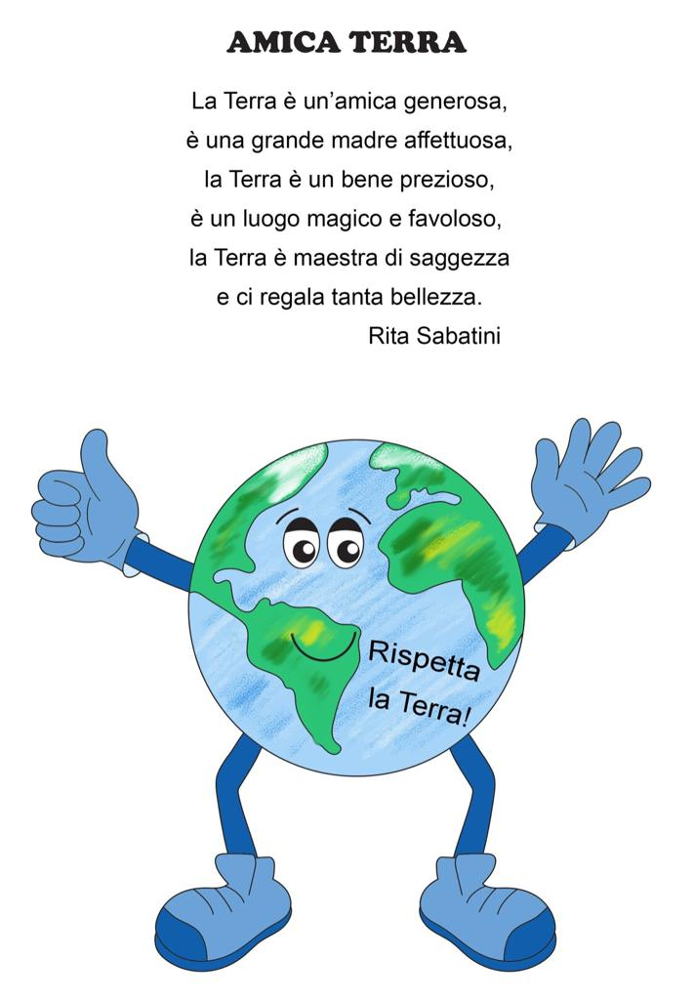 AMICA TERRA
La Terra è un’amica generosa,
è una grande madre affettuosa,
la Terra è un bene prezioso,
è un luogo magico e favoloso,
la Terra è maestra di saggezza
e ci regala tanta bellezza.
Rita Sabatini
Rispetta
la Terra!